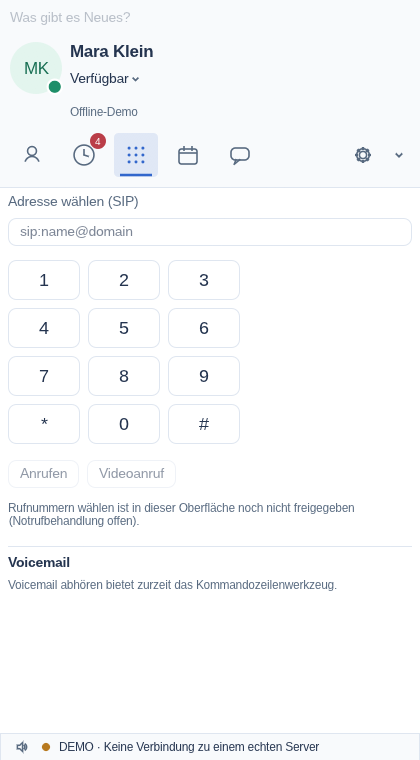 Was gibt es Neues?
Mara Klein
MK
Verfügbar
Offline-Demo
4
Adresse wählen (SIP)
sip:name@domain
1 2 3
4 5 6
7 8 9
* 0 #
Anrufen Videoanruf
Rufnummern wählen ist in dieser Oberfläche noch nicht freigegeben
(Notrufbehandlung offen).
Voicemail
Voicemail abhören bietet zurzeit das Kommandozeilenwerkzeug.
DEMO · Keine Verbindung zu einem echten Server